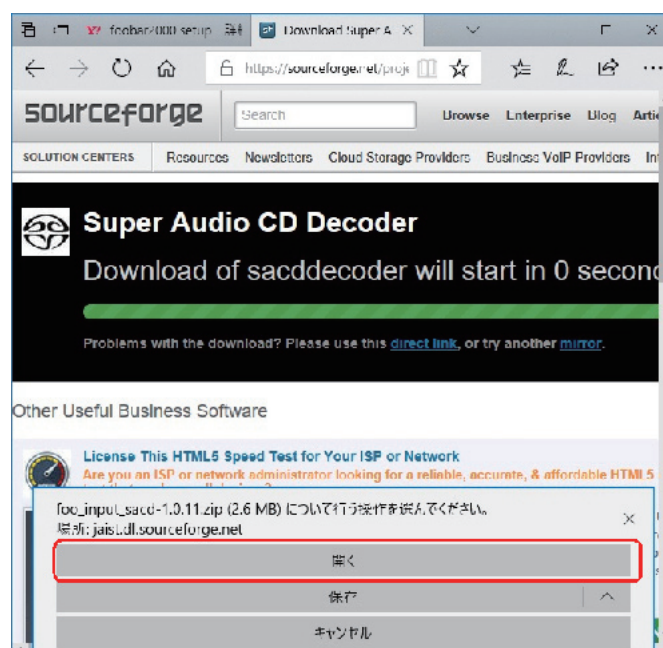 foobar2000 setup
Download Super A
https://sourceforge.net/proje
sourceforge
Search
Browse Enterprise Blog Artic
SOLUTION CENTERS Resources Newsletters Cloud Storage Providers Business VoIP Providers In
Super Audio CD Decoder
Download of sacddecoder will start in 0 secon
Problems with the download? Please use this direct link, or try another mirror.
Other Useful Business Software
License This HTML5 Speed Test for Your ISP or Network
Are you an ISP or network administrator looking for a reliable, accurate, & affordable HTML5
foo_input_sacd-1.0.11.zip (2.6 MB) について行う操作を選んでください。
場所: jaist.dl.sourceforge.net
開く
保存
キャンセル